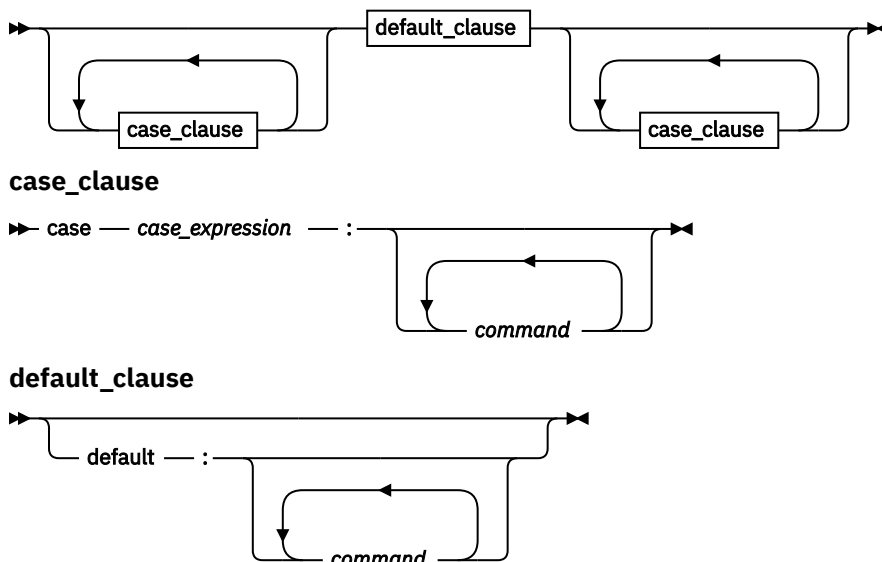 default_clause
case_clause case_clause
case_clause
case case_expression :
command
default_clause
default :
command